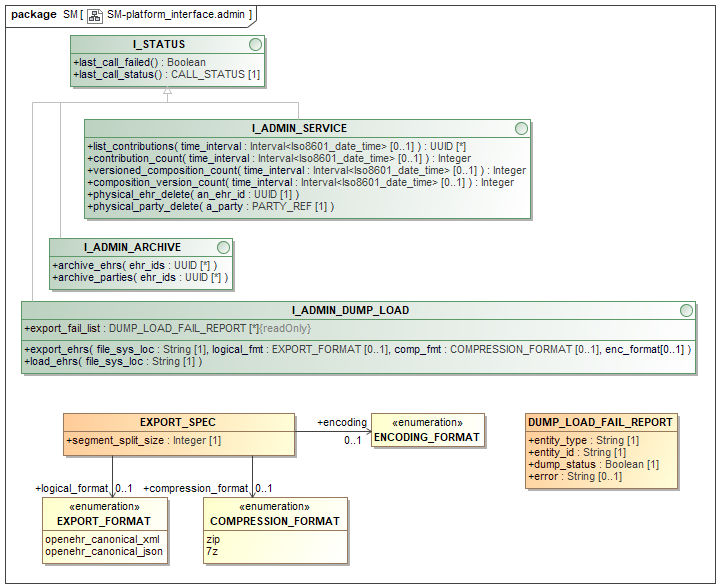 package SM [ SM-platform_interface.admin ]
I_STATUS
+last_call_failed() : Boolean
+last_call_status() : CALL_STATUS [1]
I_ADMIN_SERVICE
+list_contributions( time_interval : Interval<Iso8601_date_time> [0..1] ) : UUID [*]
+contribution_count( time_interval : Interval<Iso8601_date_time> [0..1] ) : Integer
+versioned_composition_count( time_interval : Interval<Iso8601_date_time> [0..1] ) : Integer
+composition_version_count( time_interval : Interval<Iso8601_date_time> [0..1] ) : Integer
+physical_ehr_delete( an_ehr_id : UUID [1] )
+physical_party_delete( a_party : PARTY_REF [1] )
I_ADMIN_ARCHIVE
+archive_ehrs( ehr_ids : UUID [*] )
+archive_parties( ehr_ids : UUID [*] )
I_ADMIN_DUMP_LOAD
+export_fail_list : DUMP_LOAD_FAIL_REPORT [*]{readOnly}
+export_ehrs( file_sys_loc : String [1], logical_fmt : EXPORT_FORMAT [0..1], comp_fmt : COMPRESSION_FORMAT [0..1], enc_format[0..1] )
+load_ehrs( file_sys_loc : String [1] )
EXPORT_SPEC
+segment_split_size : Integer [1]
+encoding
0..1
«enumeration»
ENCODING_FORMAT
DUMP_LOAD_FAIL_REPORT
+entity_type : String [1]
+entity_id : String [1]
+dump_status : Boolean [1]
+error : String [0..1]
+logical_format 0..1
+compression_format 0..1
«enumeration»
EXPORT_FORMAT
openehr_canonical_xml
openehr_canonical_json
«enumeration»
COMPRESSION_FORMAT
zip
7z